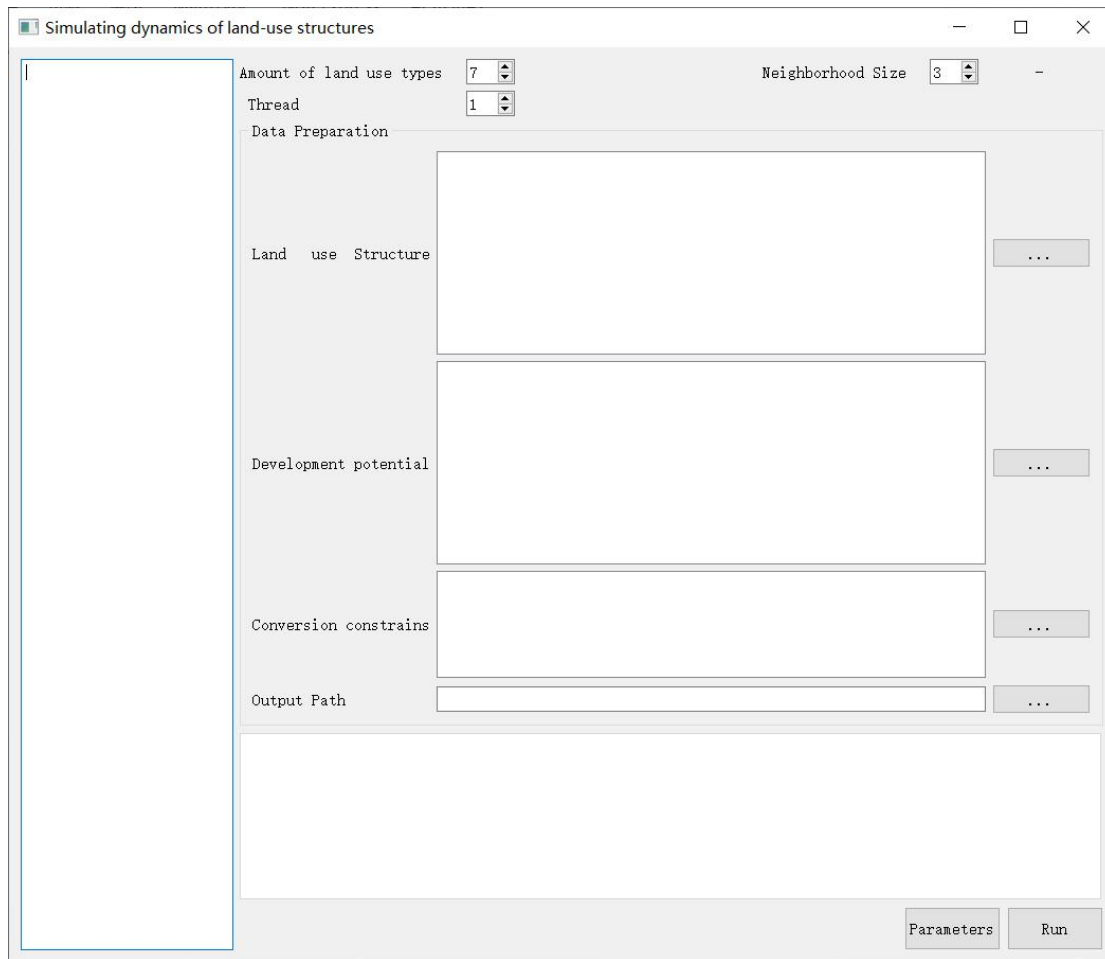 Simulating dynamics of land-use structures
Amount of land use types 7 Neighborhood Size 3 -
Thread 1
Data Preparation
Land use Structure ...
Development potential ...
Conversion constrains ...
Output Path ...
Parameters Run